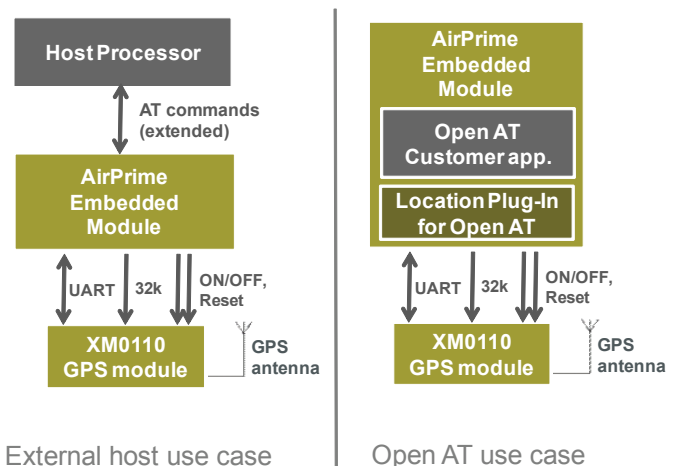 Host Processor
AT commands
(extended)
AirPrime
Embedded
Module
UART
32k
ON/OFF,
Reset
XM0110
GPS module
GPS
antenna
External host use case
AirPrime
Embedded
Module
Open AT
Customer app.
Location Plug-In
for Open AT
UART
32k
ON/OFF,
Reset
XM0110
GPS module
GPS
antenna
Open AT use case